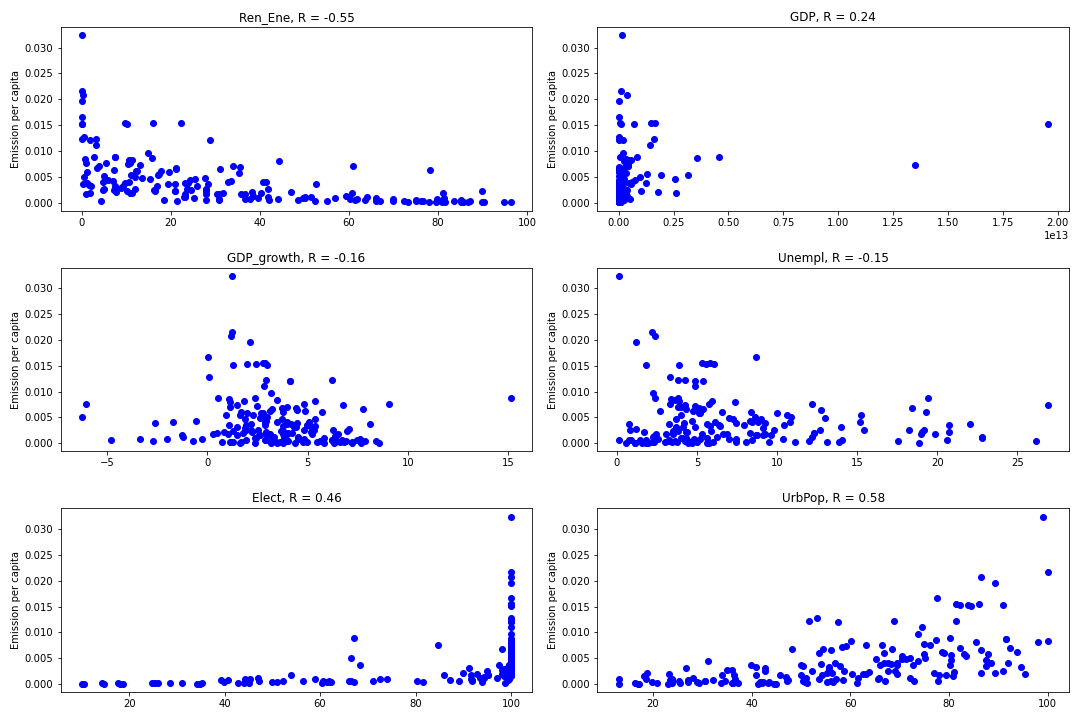 Ren_Ene, R = -0.55
Emission per capita
0.030
0.025
0.020
0.015
0.010
0.005
0.000
0 20 40 60 80 100
GDP, R = 0.24
Emission per capita
0.030
0.025
0.020
0.015
0.010
0.005
0.000
0.00 0.25 0.50 0.75 1.00 1.25 1.50 1.75 2.00
1e13
GDP_growth, R = -0.16
Emission per capita
0.030
0.025
0.020
0.015
0.010
0.005
0.000
−5 0 5 10 15
Unempl, R = -0.15
Emission per capita
0.030
0.025
0.020
0.015
0.010
0.005
0.000
0 5 10 15 20 25
Elect, R = 0.46
Emission per capita
0.030
0.025
0.020
0.015
0.010
0.005
0.000
20 40 60 80 100
UrbPop, R = 0.58
Emission per capita
0.030
0.025
0.020
0.015
0.010
0.005
0.000
20 40 60 80 100